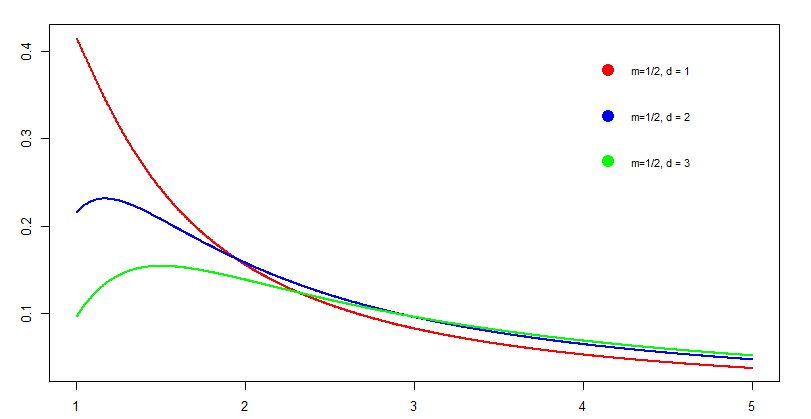 0.4
0.3
0.2
0.1
m=1/2, d = 1
m=1/2, d = 2
m=1/2, d = 3
1 2 3 4 5